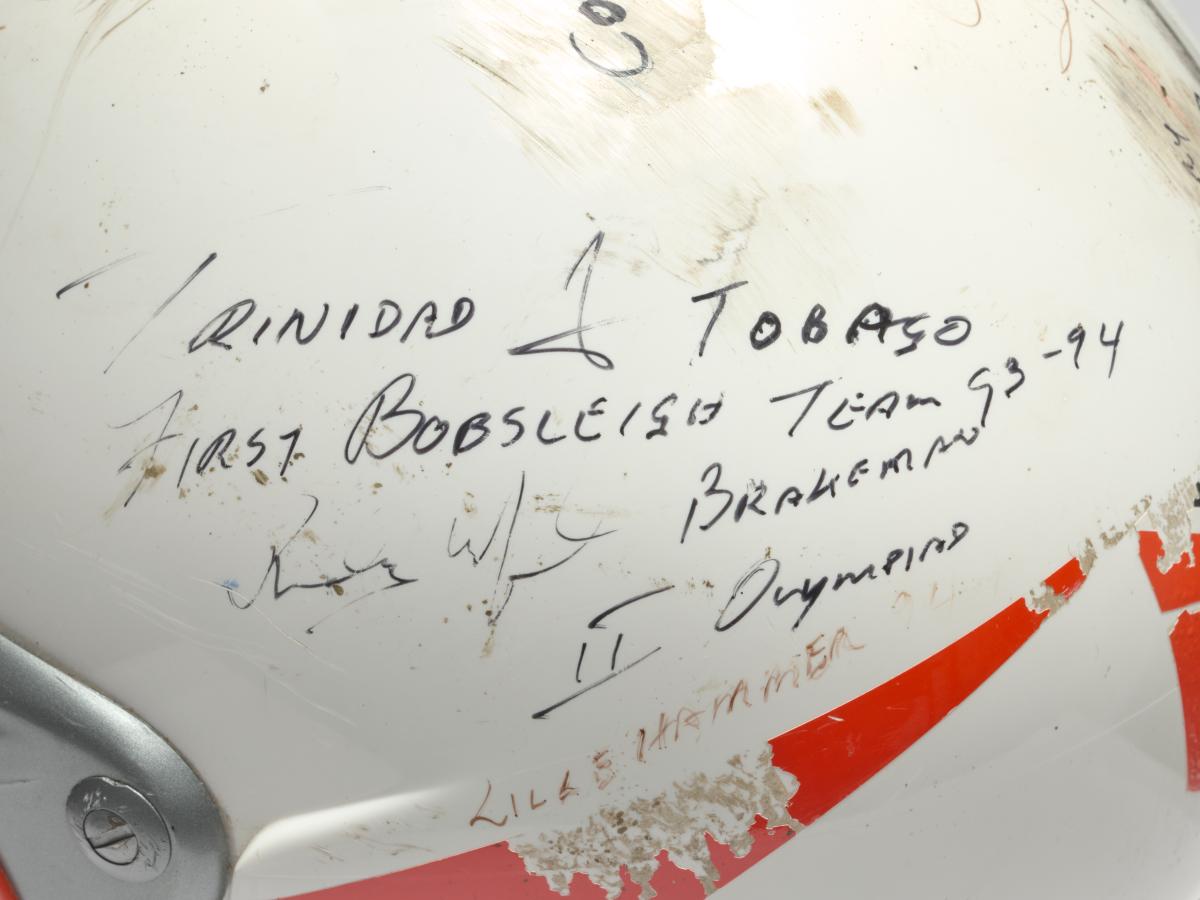 TRINIDAD & TOBAGO
FIRST BOBSLEIGH TEAM 93-94
BRAKEMAN
II OLYMPIAD
LILLEHAMMER 94